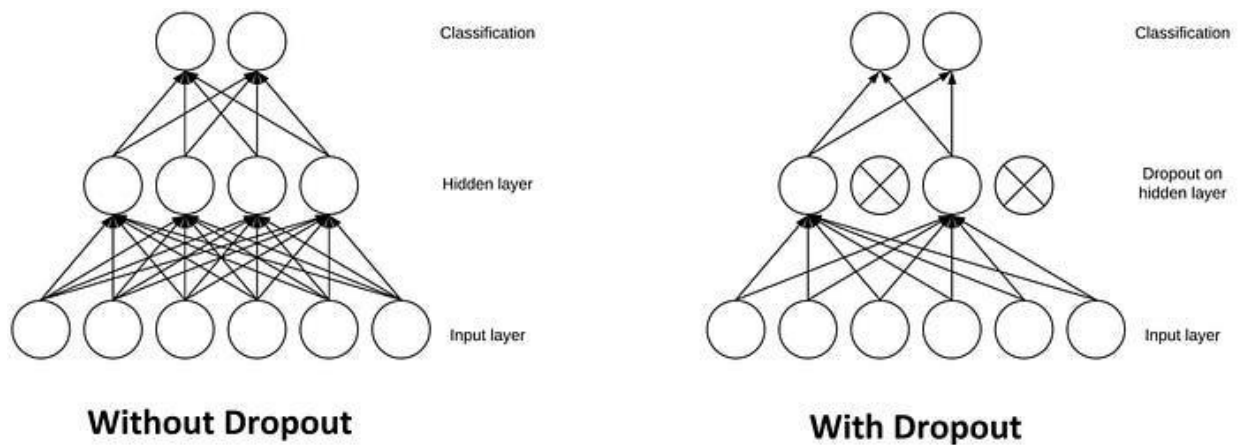 Classification
Hidden layer
Input layer
Without Dropout
Classification
Dropout on
hidden layer
Input layer
With Dropout